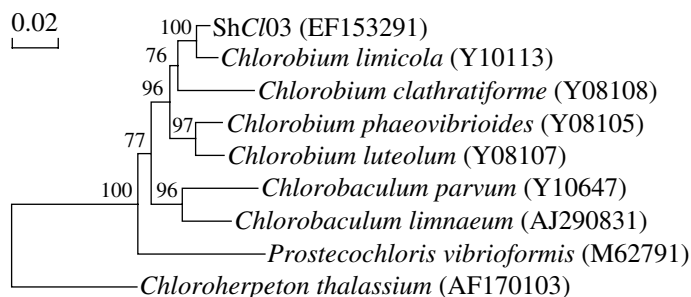 0.02
100 ShCl03 (EF153291)
Chlorobium limicola (Y10113)
76
Chlorobium clathratiforme (Y08108)
96
Chlorobium phaeovibrioides (Y08105)
97
Chlorobium luteolum (Y08107)
77
Chlorobaculum parvum (Y10647)
100 96
Chlorobaculum limnaeum (AJ290831)
Prostecochloris vibrioformis (M62791)
Chloroherpeton thalassium (AF170103)